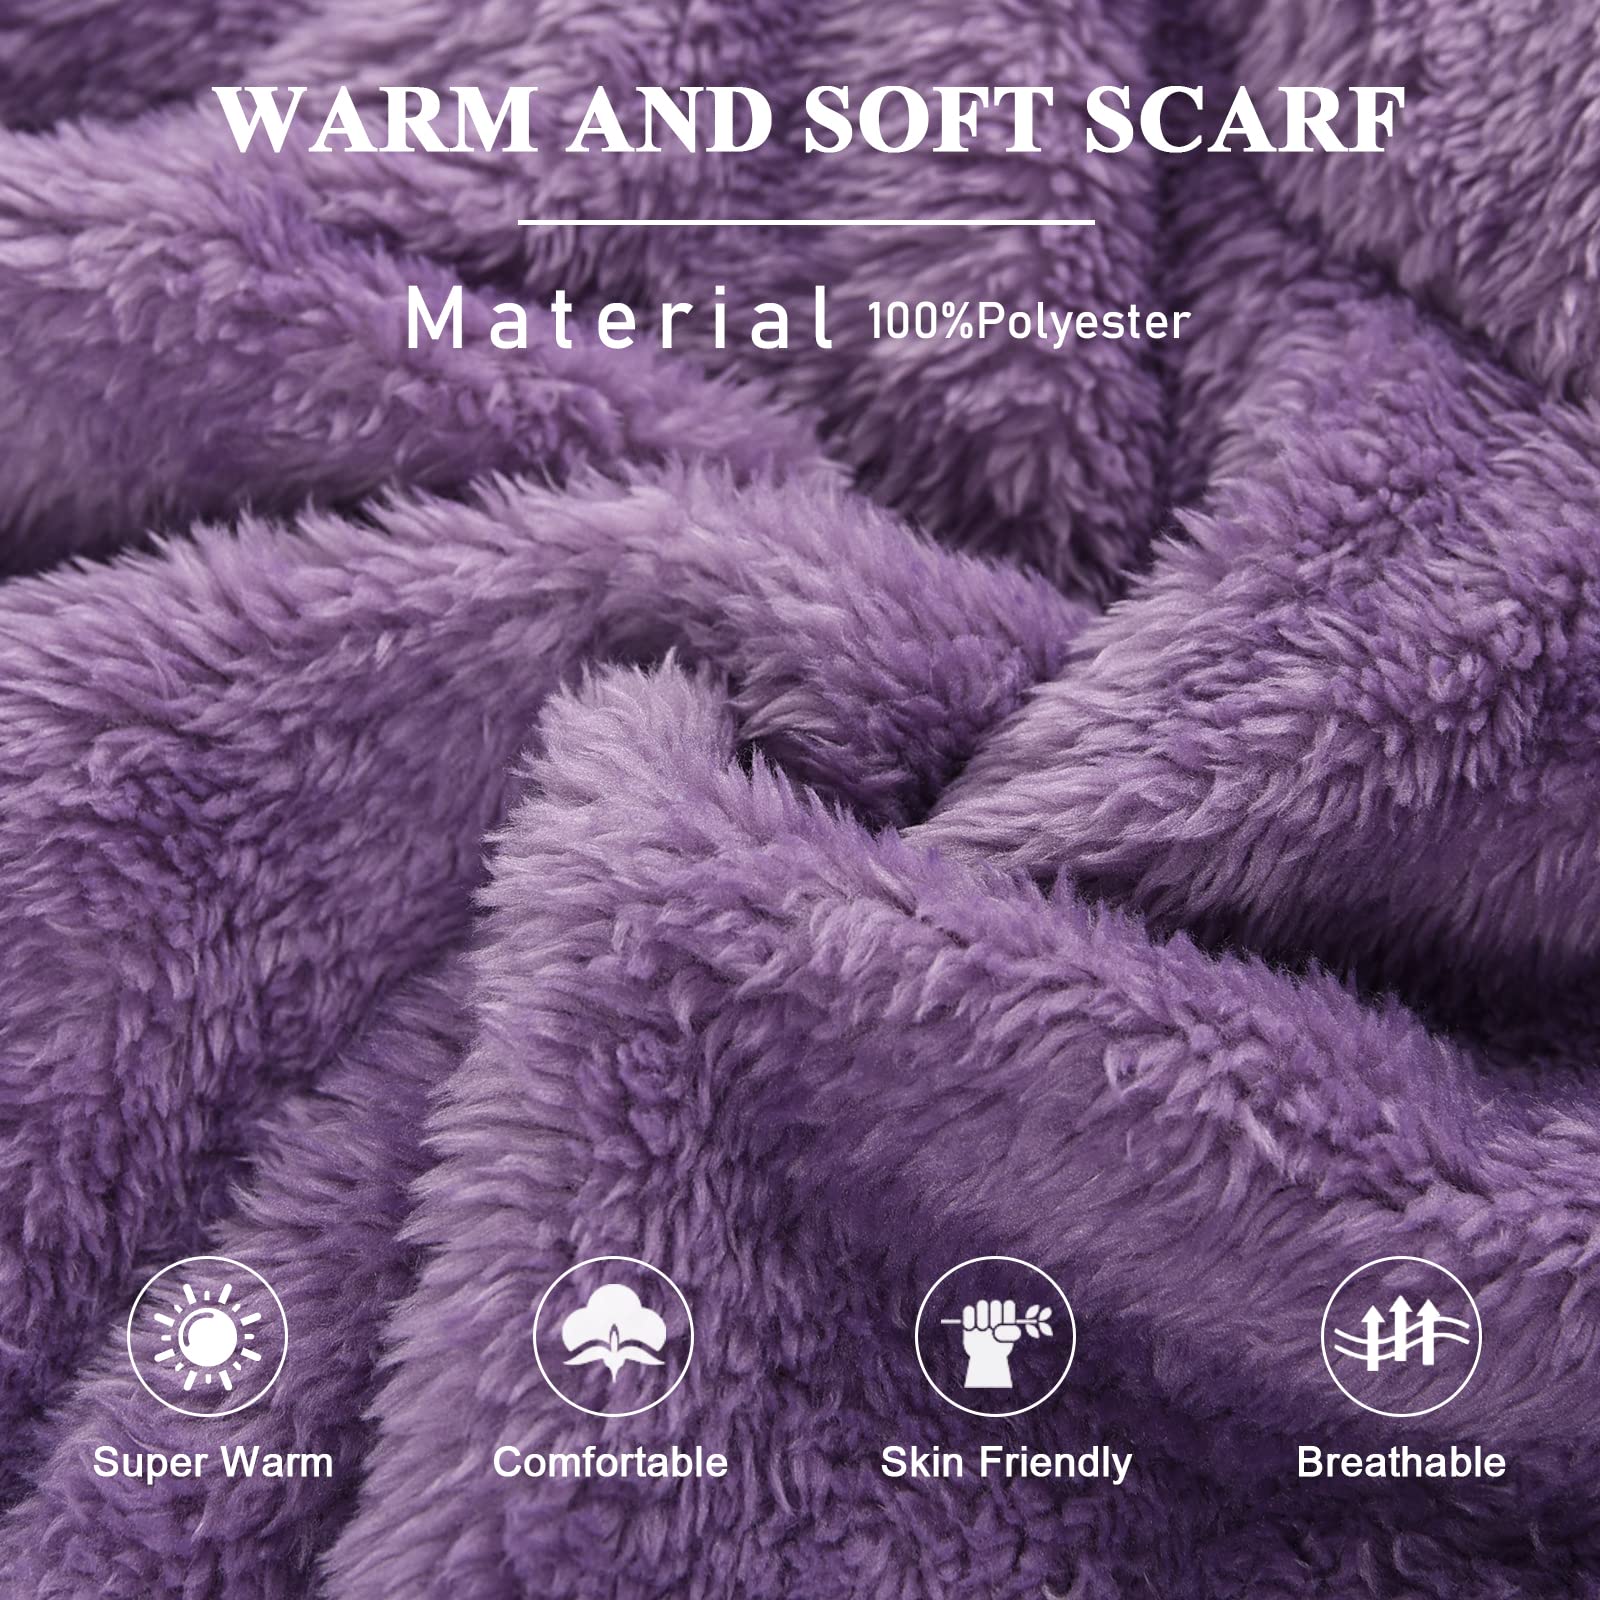 WARM AND SOFT SCARF
Material 100%Polyester
Super Warm
Comfortable
Skin Friendly
Breathable